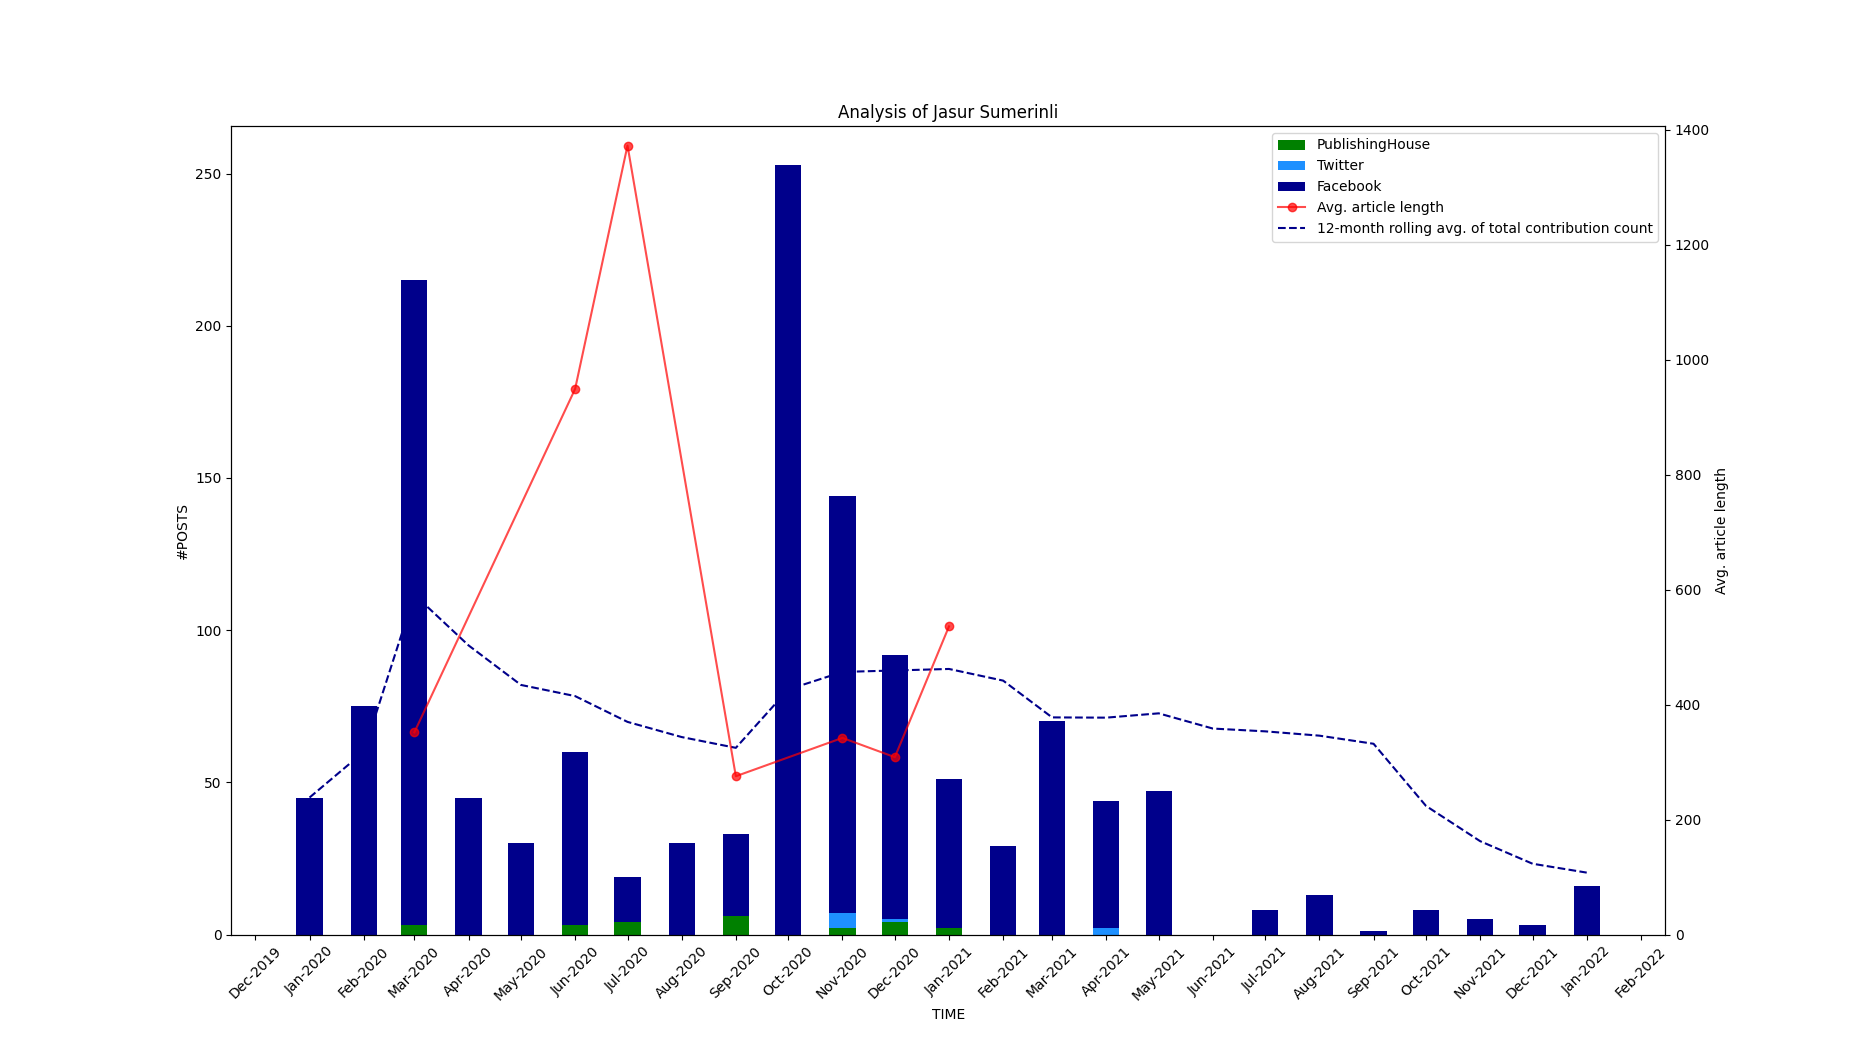 Analysis of Jasur Sumerinli
PublishingHouse
Twitter
Facebook
Avg. article length
12-month rolling avg. of total contribution count
250
200
150
100
50
0
#POSTS
1400
1200
1000
800
600
400
200
0
Avg. article length
Dec-2019
Jan-2020
Feb-2020
Mar-2020
Apr-2020
May-2020
Jun-2020
Jul-2020
Aug-2020
Sep-2020
Oct-2020
Nov-2020
Dec-2020
Jan-2021
Feb-2021
Mar-2021
Apr-2021
May-2021
Jun-2021
Jul-2021
Aug-2021
Sep-2021
Oct-2021
Nov-2021
Dec-2021
Jan-2022
Feb-2022
TIME